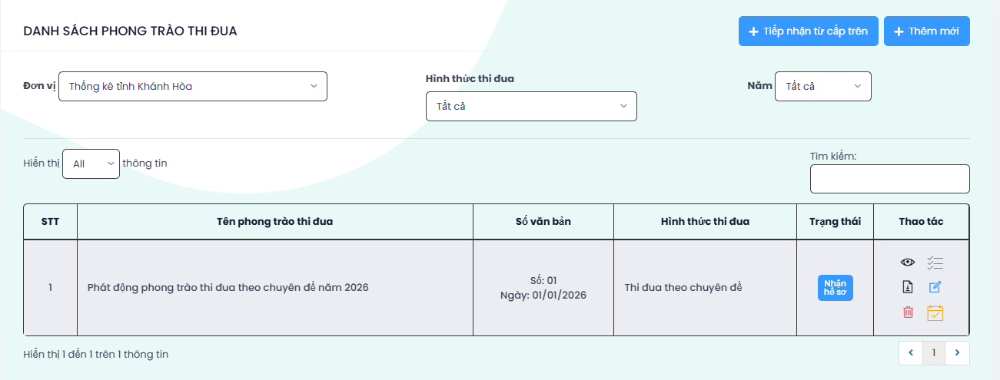 DANH SÁCH PHONG TRÀO THI ĐUA
+ Tiếp nhận từ cấp trên
+ Thêm mới
Đơn vị
Thống kê tỉnh Khánh Hòa
Hình thức thi đua
Tất cả
Năm
Tất cả
Hiển thị All thông tin
Tìm kiếm:
STT
Tên phong trào thi đua
Số văn bản
Hình thức thi đua
Trạng thái
Thao tác
1
Phát động phong trào thi đua theo chuyên đề năm 2026
Số: 01
Ngày: 01/01/2026
Thi đua theo chuyên đề
Nhận
hồ sơ
Hiển thị 1 đến 1 trên 1 thông tin
1